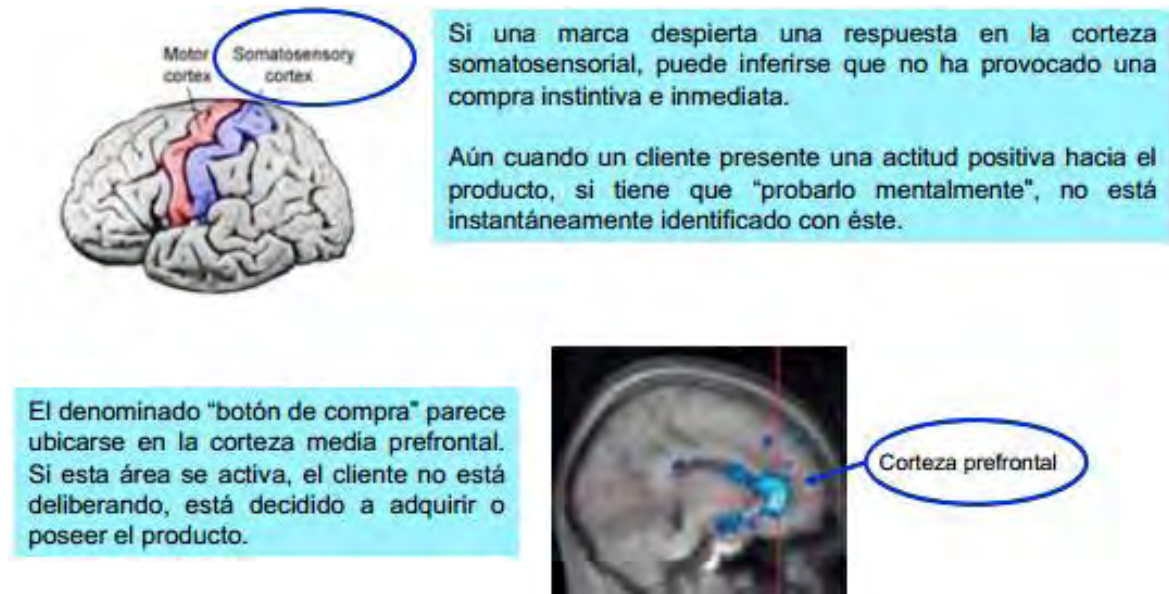 Motor Somatosensory
cortex cortex
Si una marca despierta una respuesta en la corteza
somatosensorial, puede inferirse que no ha provocado una
compra instintiva e inmediata.
Aún cuando un cliente presente una actitud positiva hacia el
producto, si tiene que “probarlo mentalmente”, no está
instantáneamente identificado con éste.
El denominado “botón de compra” parece
ubicarse en la corteza media prefrontal.
Si esta área se activa, el cliente no está
deliberando, está decidido a adquirir o
poseer el producto.
Corteza prefrontal